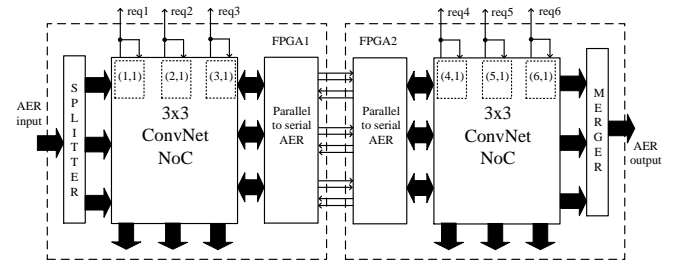 req1 req2 req3
req4 req5 req6
FPGA1 FPGA2
AER
input
SPLITTER
(1,1) (2,1) (3,1)
3x3
ConvNet
NoC
Parallel
to serial
AER
Parallel
to serial
AER
(4,1) (5,1) (6,1)
3x3
ConvNet
NoC
MERGER
AER
output